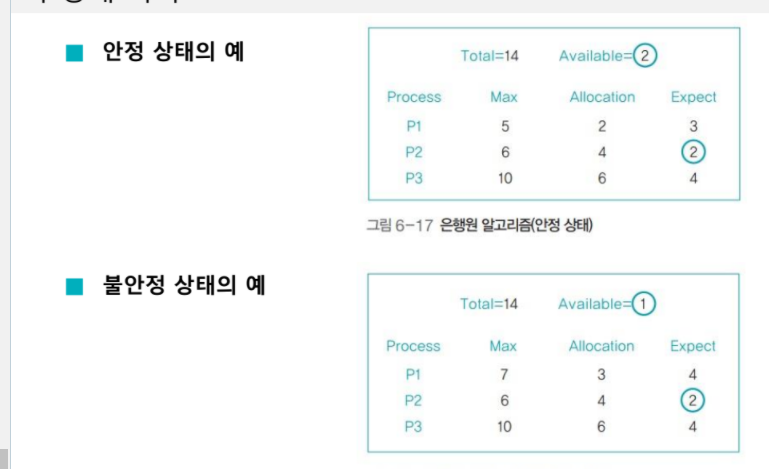 안정 상태의 예
Total=14 Available=2
Process Max Allocation Expect
P1 5 2 3
P2 6 4 2
P3 10 6 4
그림 6-17 은행원 알고리즘(안정 상태)
불안정 상태의 예
Total=14 Available=1
Process Max Allocation Expect
P1 7 3 4
P2 6 4 2
P3 10 6 4